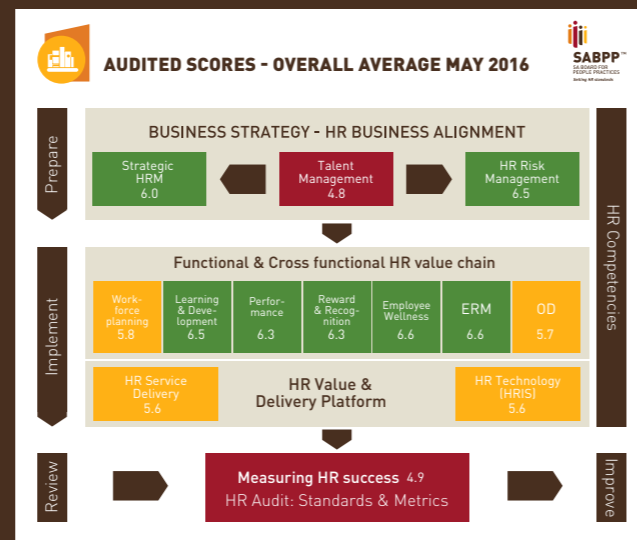 AUDITED SCORES - OVERALL AVERAGE MAY 2016
SABPP™
SA BOARD FOR
PEOPLE PRACTICES
Setting HR standards
Prepare
BUSINESS STRATEGY - HR BUSINESS ALIGNMENT
Strategic
HRM
6.0
Talent
Management
4.8
HR Risk
Management
6.5
HR Competencies
Implement
Functional & Cross functional HR value chain
Work-
force
planning
5.8
Learning
& Deve-
lopment
6.5
Perfor-
mance
6.3
Reward
& Recog-
nition
6.3
Employee
Wellness
6.6
ERM
6.6
OD
5.7
HR Service
Delivery
5.6
HR Value &
Delivery Platform
HR Technology
(HRIS)
5.6
Review
Measuring HR success 4.9
HR Audit: Standards & Metrics
Improve